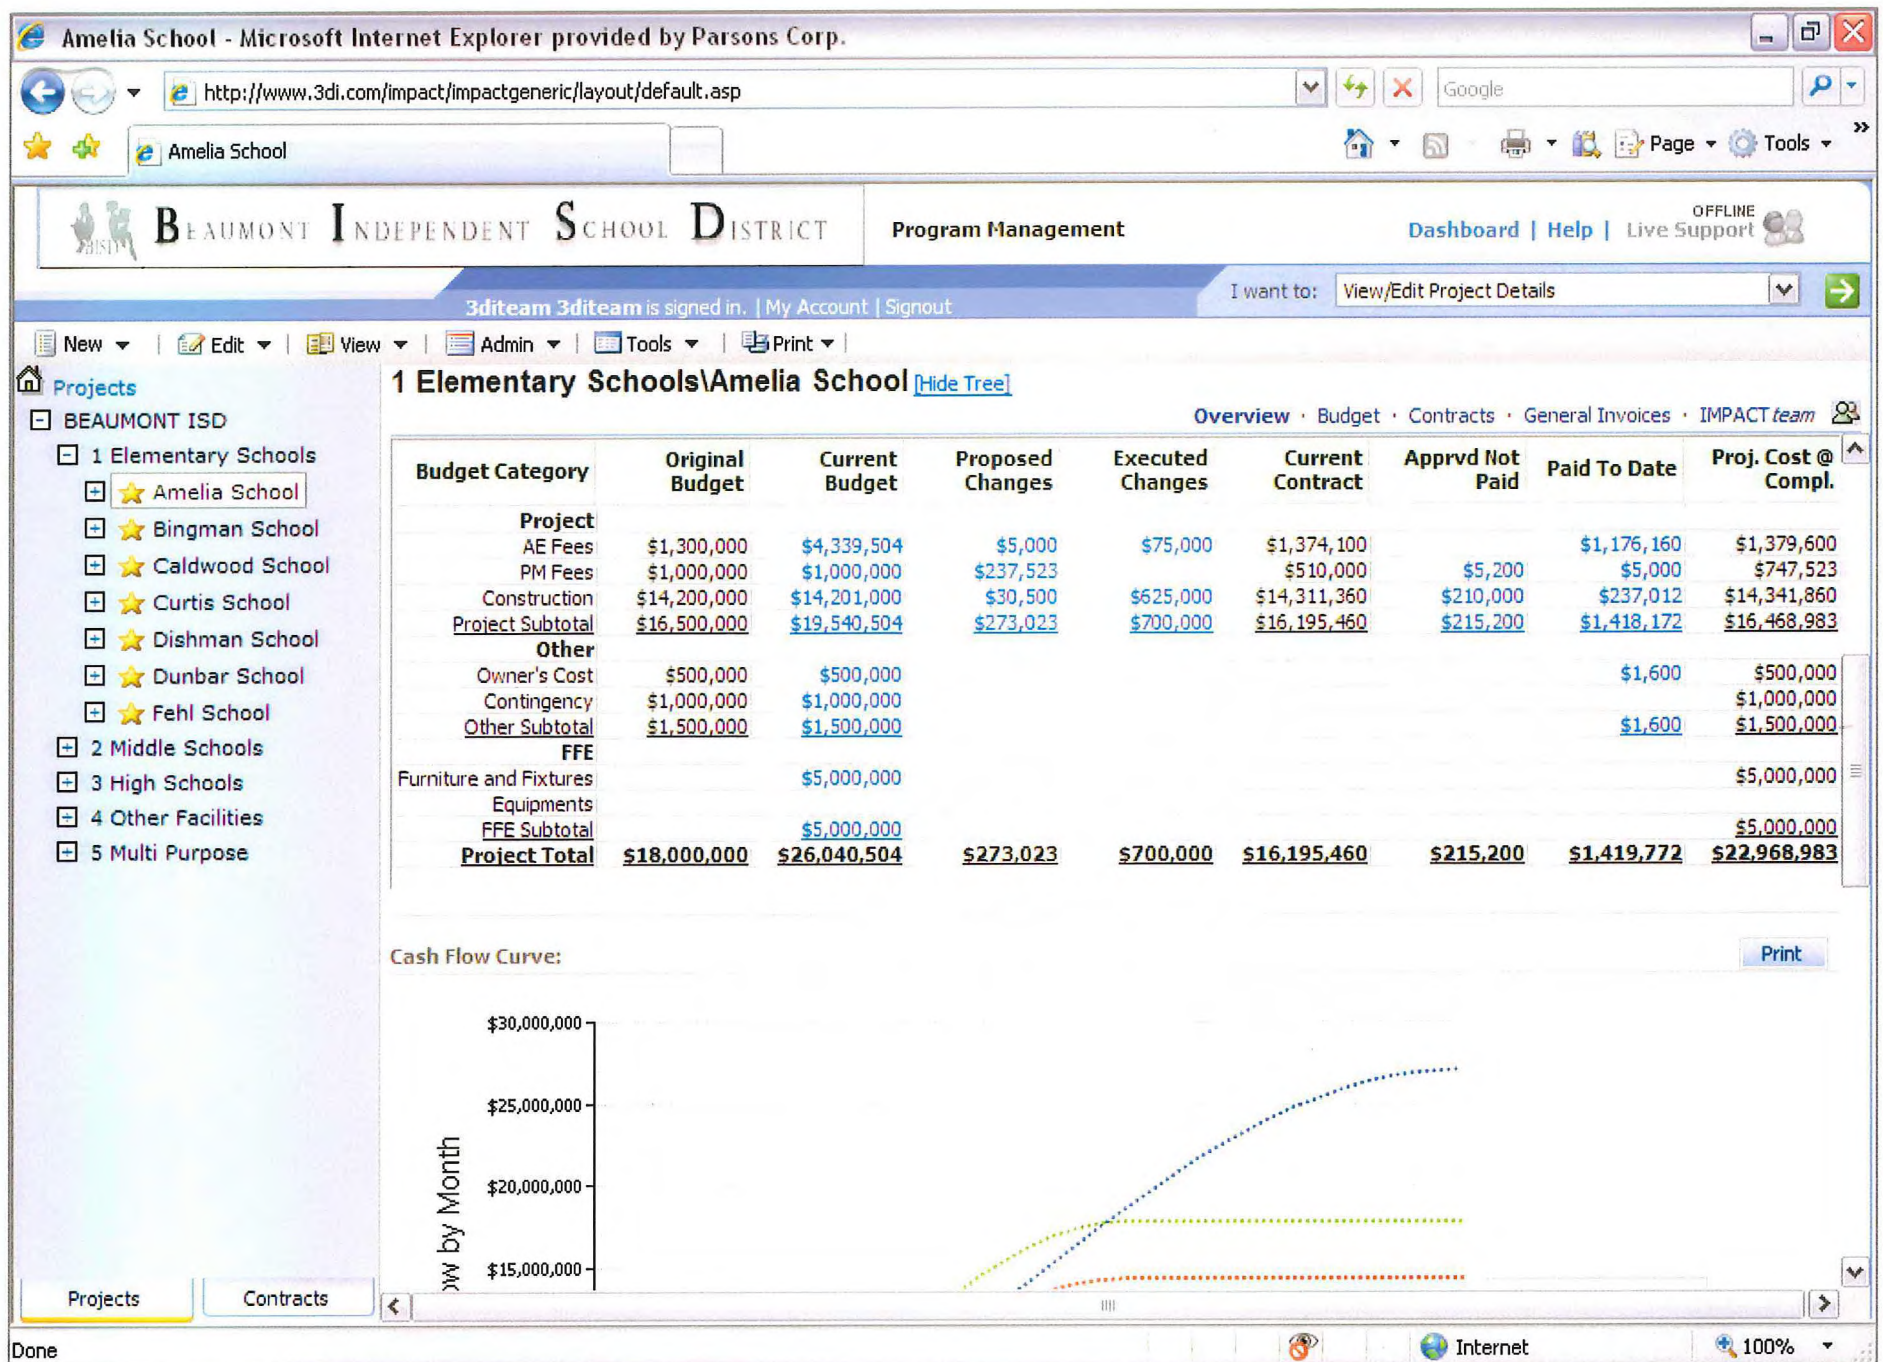 Amelia School - Microsoft Internet Explorer provided by Parsons Corp.
http://www.3di.com/impact/impactgeneric/layout/default.asp
Google
Amelia School
Page
Tools
BISD
BEAUMONT INDEPENDENT SCHOOL DISTRICT
Program Management
Dashboard | Help | Live Support
OFFLINE
3diteam 3diteam is signed in. | My Account | Signout
I want to: View/Edit Project Details
New | Edit | View | Admin | Tools | Print |
Projects
BEAUMONT ISD
1 Elementary Schools
Amelia School
Bingman School
Caldwood School
Curtis School
Dishman School
Dunbar School
Fehl School
2 Middle Schools
3 High Schools
4 Other Facilities
5 Multi Purpose
Projects Contracts
1 Elementary Schools\Amelia School [Hide Tree]
Overview · Budget · Contracts · General Invoices · IMPACT team
Budget Category Original Budget Current Budget Proposed Changes Executed Changes Current Contract Apprvd Not Paid Paid To Date Proj. Cost @ Compl.
Project
AE Fees $1,300,000 $4,339,504 $5,000 $75,000 $1,374,100 $1,176,160 $1,379,600
PM Fees $1,000,000 $1,000,000 $237,523 $510,000 $5,200 $5,000 $747,523
Construction $14,200,000 $14,201,000 $30,500 $625,000 $14,311,360 $210,000 $237,012 $14,341,860
Project Subtotal $16,500,000 $19,540,504 $273,023 $700,000 $16,195,460 $215,200 $1,418,172 $16,468,983
Other
Owner's Cost $500,000 $500,000 $1,600 $500,000
Contingency $1,000,000 $1,000,000 $1,000,000
Other Subtotal $1,500,000 $1,500,000 $1,600 $1,500,000
FFE
Furniture and Fixtures $5,000,000 $5,000,000
Equipments
FFE Subtotal $5,000,000 $5,000,000
Project Total $18,000,000 $26,040,504 $273,023 $700,000 $16,195,460 $215,200 $1,419,772 $22,968,983
Cash Flow Curve:
Print
$30,000,000
$25,000,000
$20,000,000
$15,000,000
ow by Month
Done
Internet
100%